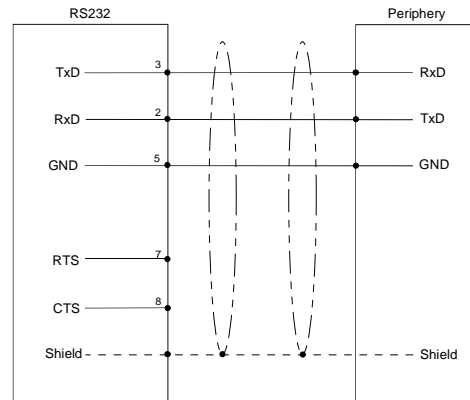 RS232 Periphery
TxD 3 RxD
RxD 2 TxD
GND 5 GND
RTS 7
CTS 8
Shield Shield